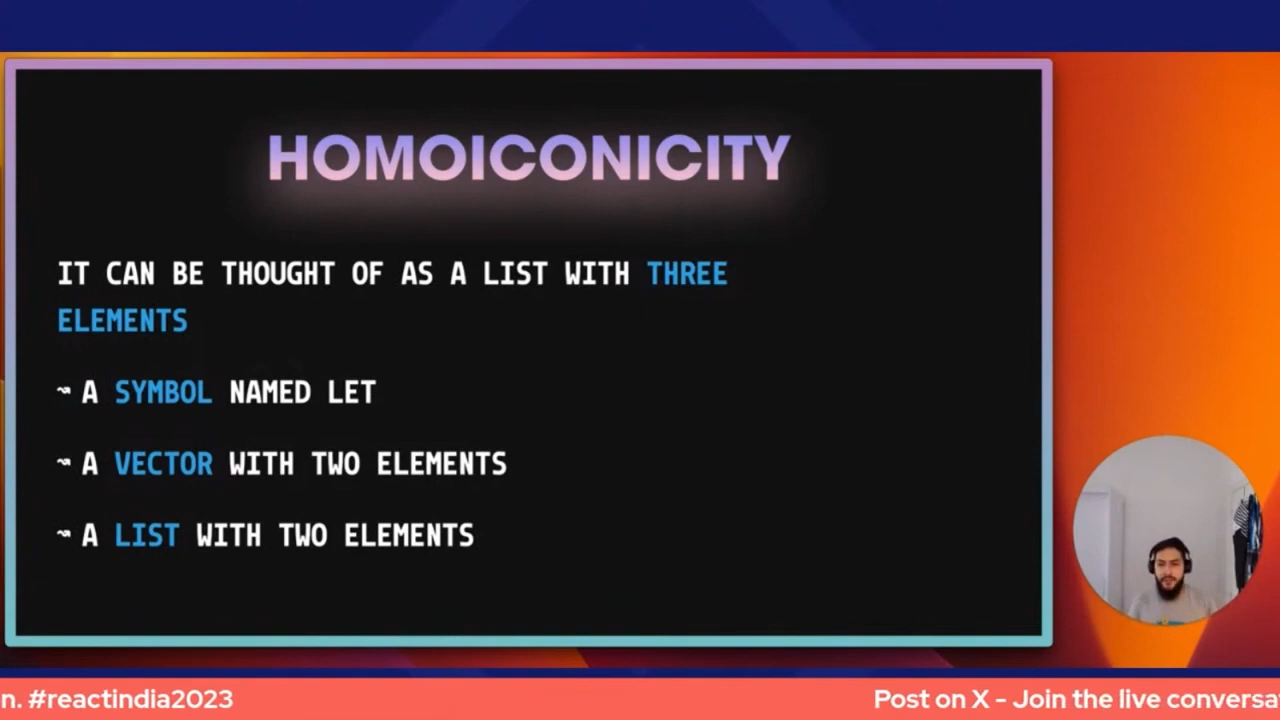 HOMOICONICITY
IT CAN BE THOUGHT OF AS A LIST WITH THREE
ELEMENTS
↝ A SYMBOL NAMED LET
↝ A VECTOR WITH TWO ELEMENTS
↝ A LIST WITH TWO ELEMENTS
n. #reactindia2023
Post on X - Join the live conversa